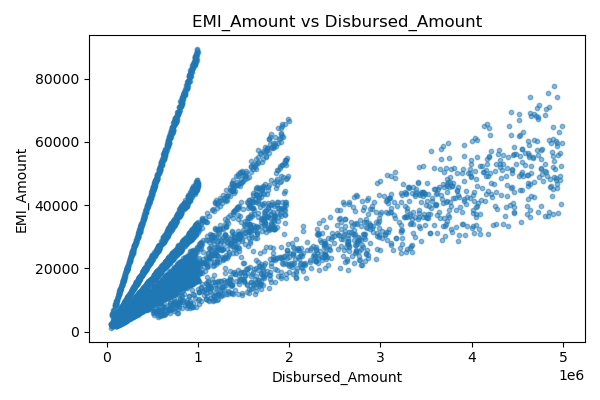 EMI_Amount vs Disbursed_Amount
80000
60000
40000
20000
0
EMI_Amount
0 1 2 3 4 5
1e6
Disbursed_Amount